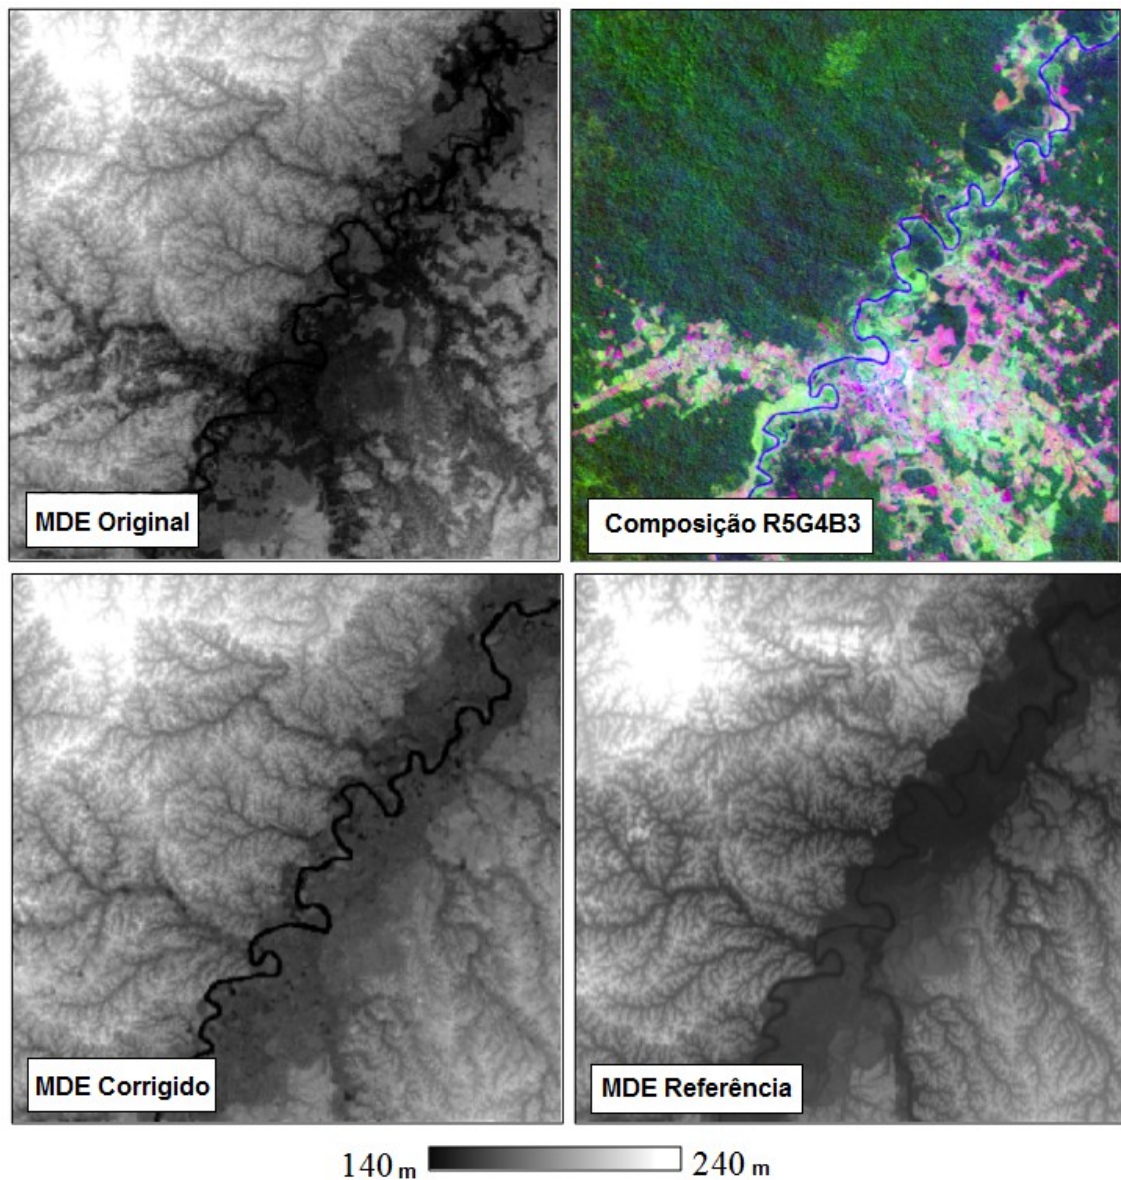 MDE Original
Composição R5G4B3
MDE Corrigido
MDE Referência
140 m 240 m